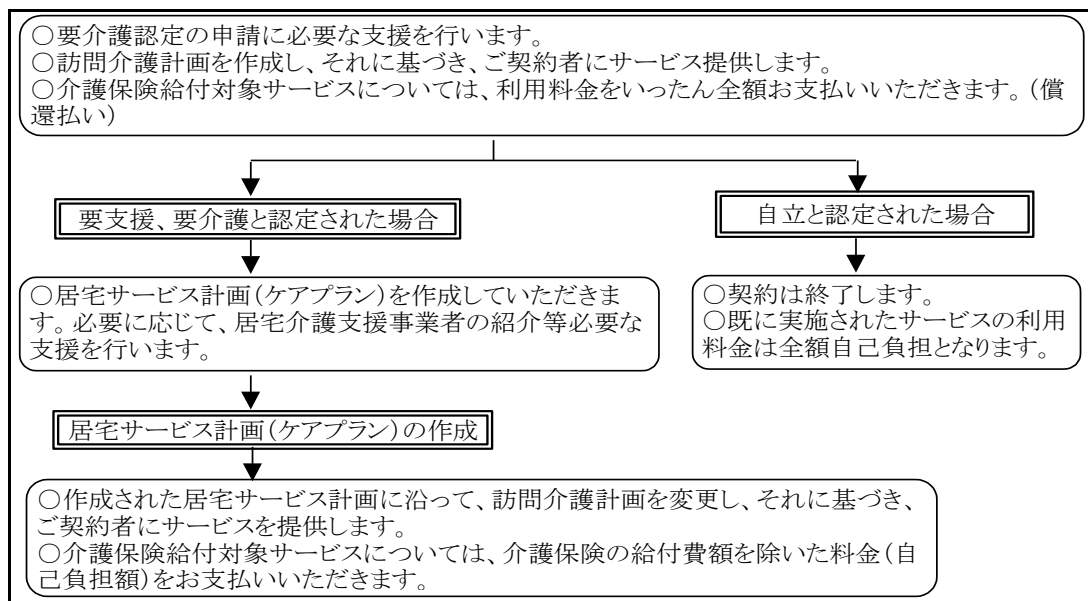 ○要介護認定の申請に必要な支援を行います。
○訪問介護計画を作成し、それに基づき、ご契約者にサービス提供します。
○介護保険給付対象サービスについては、利用料金をいったん全額お支払いいただきます。（償
還払い）
要支援、要介護と認定された場合
自立と認定された場合
○居宅サービス計画（ケアプラン）を作成していただきま
す。必要に応じて、居宅介護支援事業者の紹介等必要な
支援を行います。
○契約は終了します。
○既に実施されたサービスの利用
料金は全額自己負担となります。
居宅サービス計画（ケアプラン）の作成
○作成された居宅サービス計画に沿って、訪問介護計画を変更し、それに基づき、
ご契約者にサービスを提供します。
○介護保険給付対象サービスについては、介護保険の給付費額を除いた料金（自
己負担額）をお支払いいただきます。